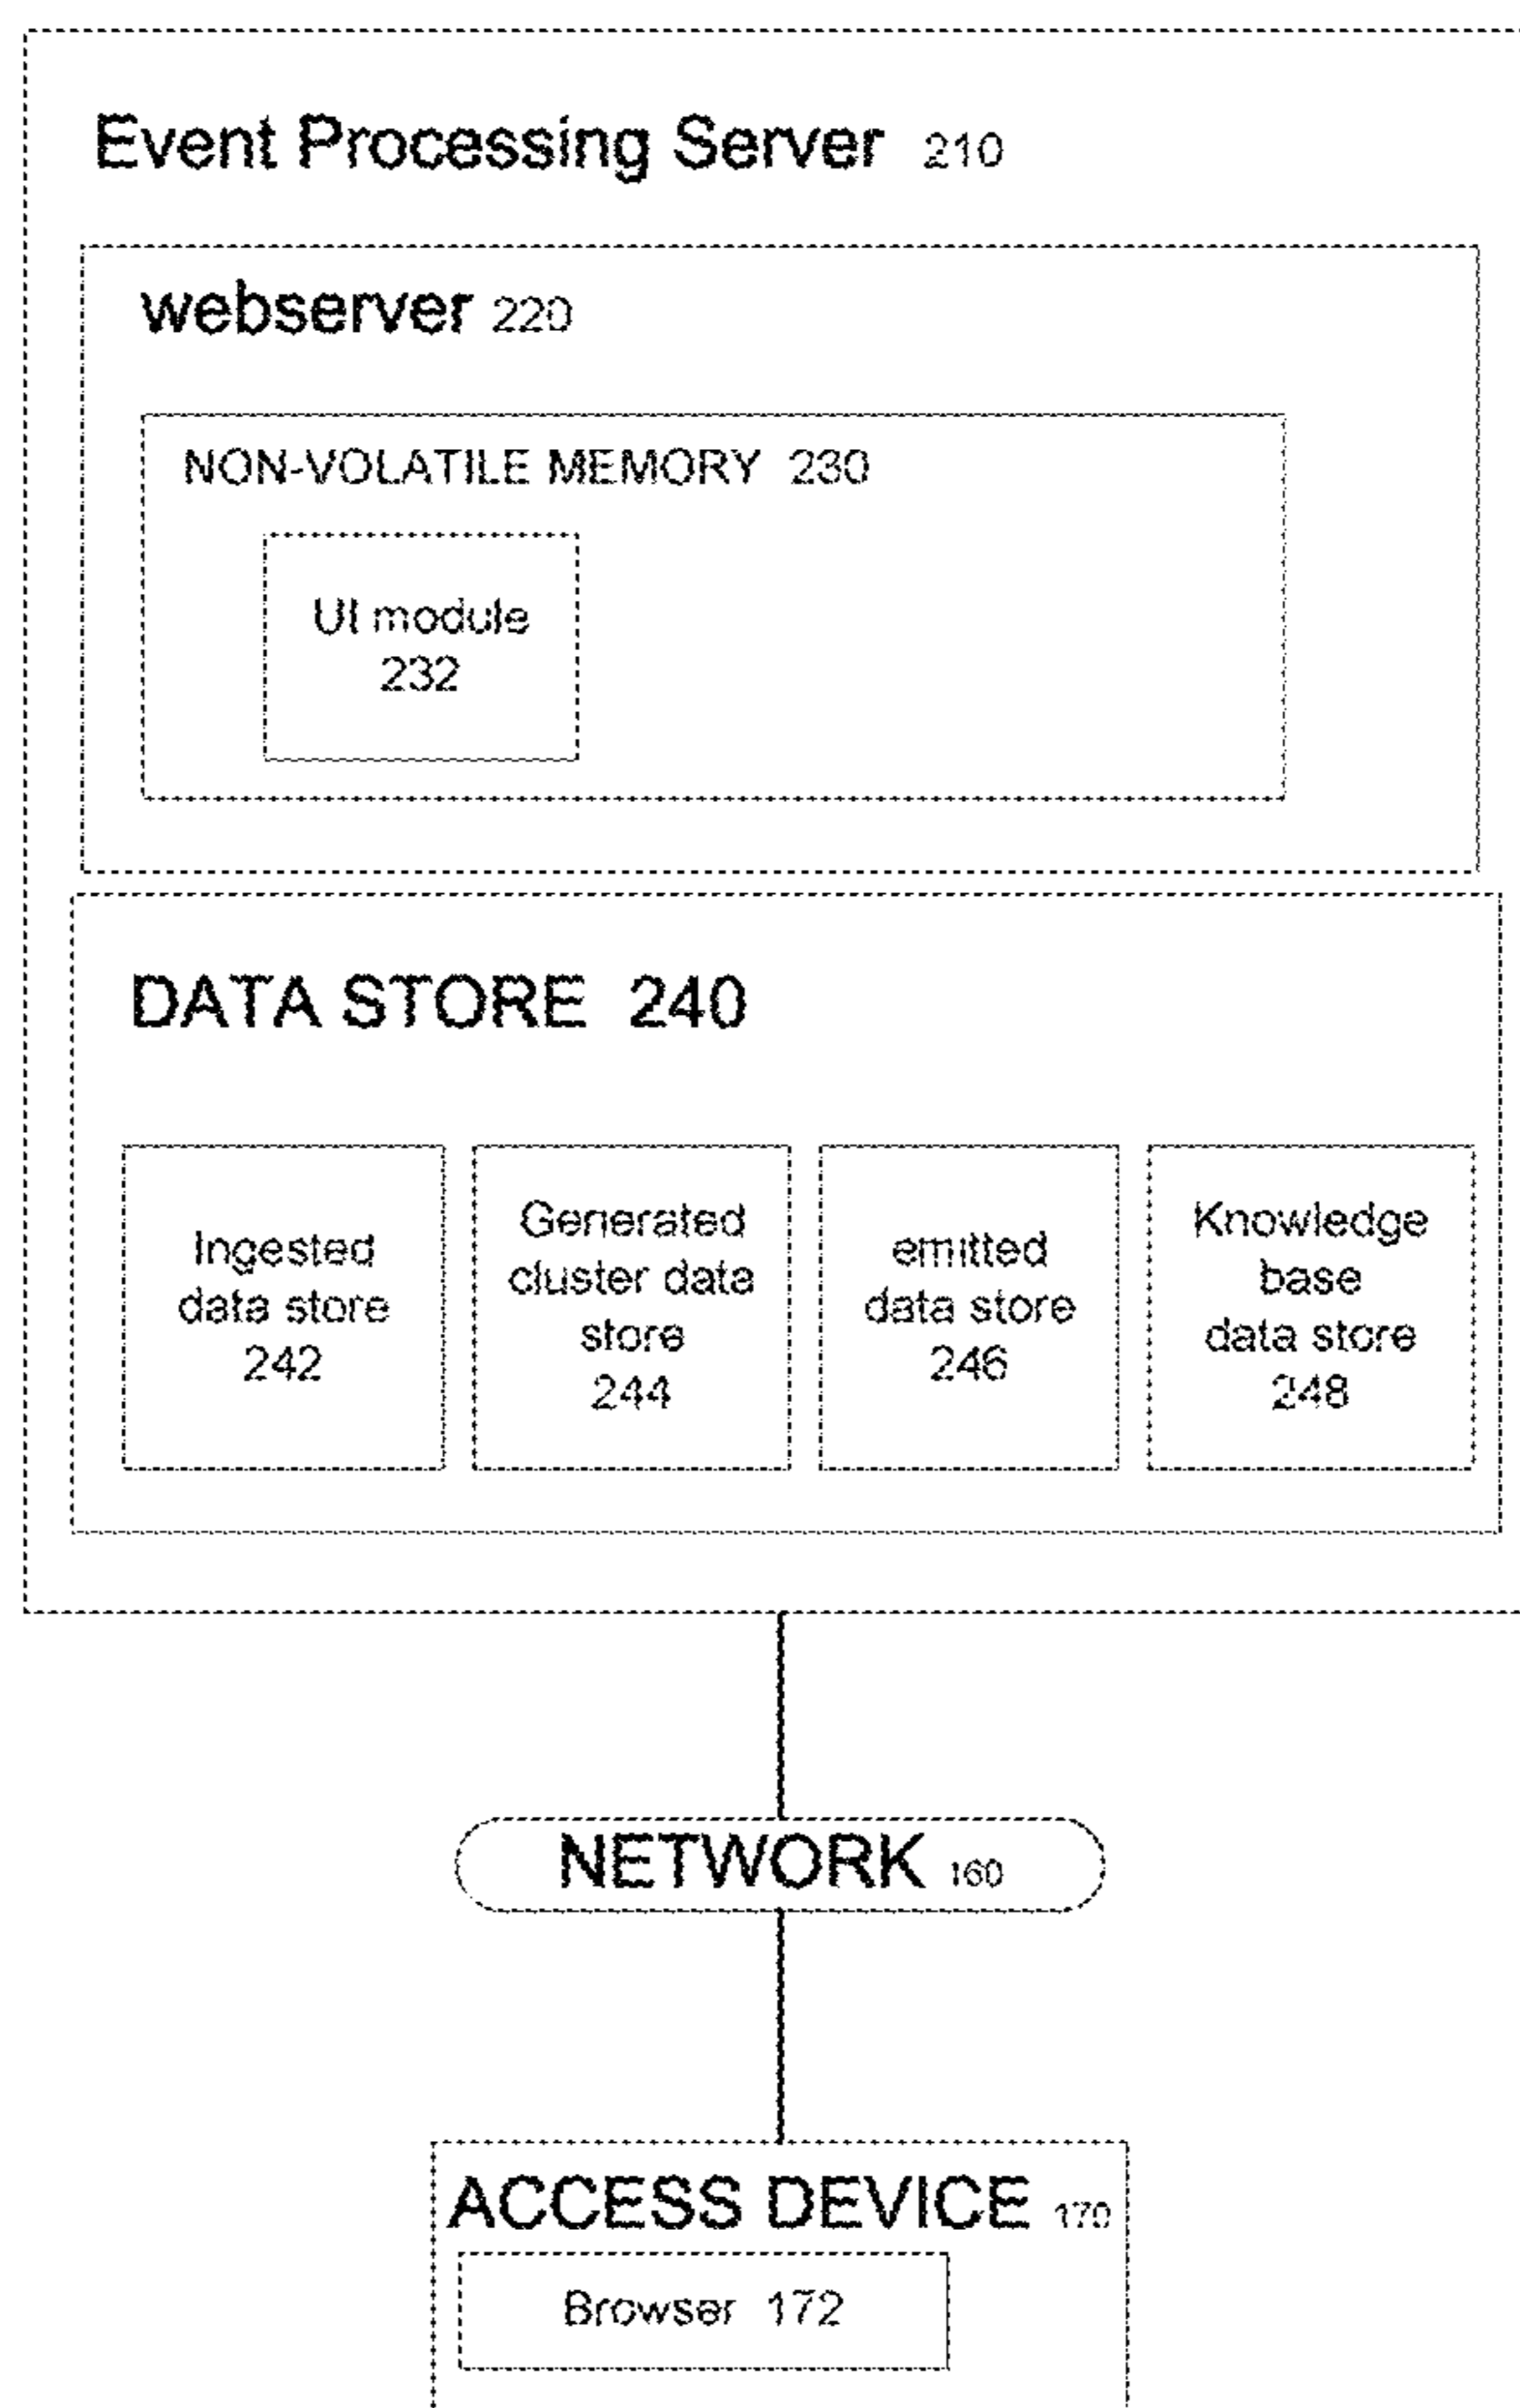 Event Processing Server 210
webserver 220
NON-VOLATILE MEMORY 230
UI module
232
DATA STORE 240
Ingested
data store
242
Generated
cluster data
store
244
emitted
data store
246
Knowledge
base
data store
248
NETWORK 160
ACCESS DEVICE 170
Browser 172